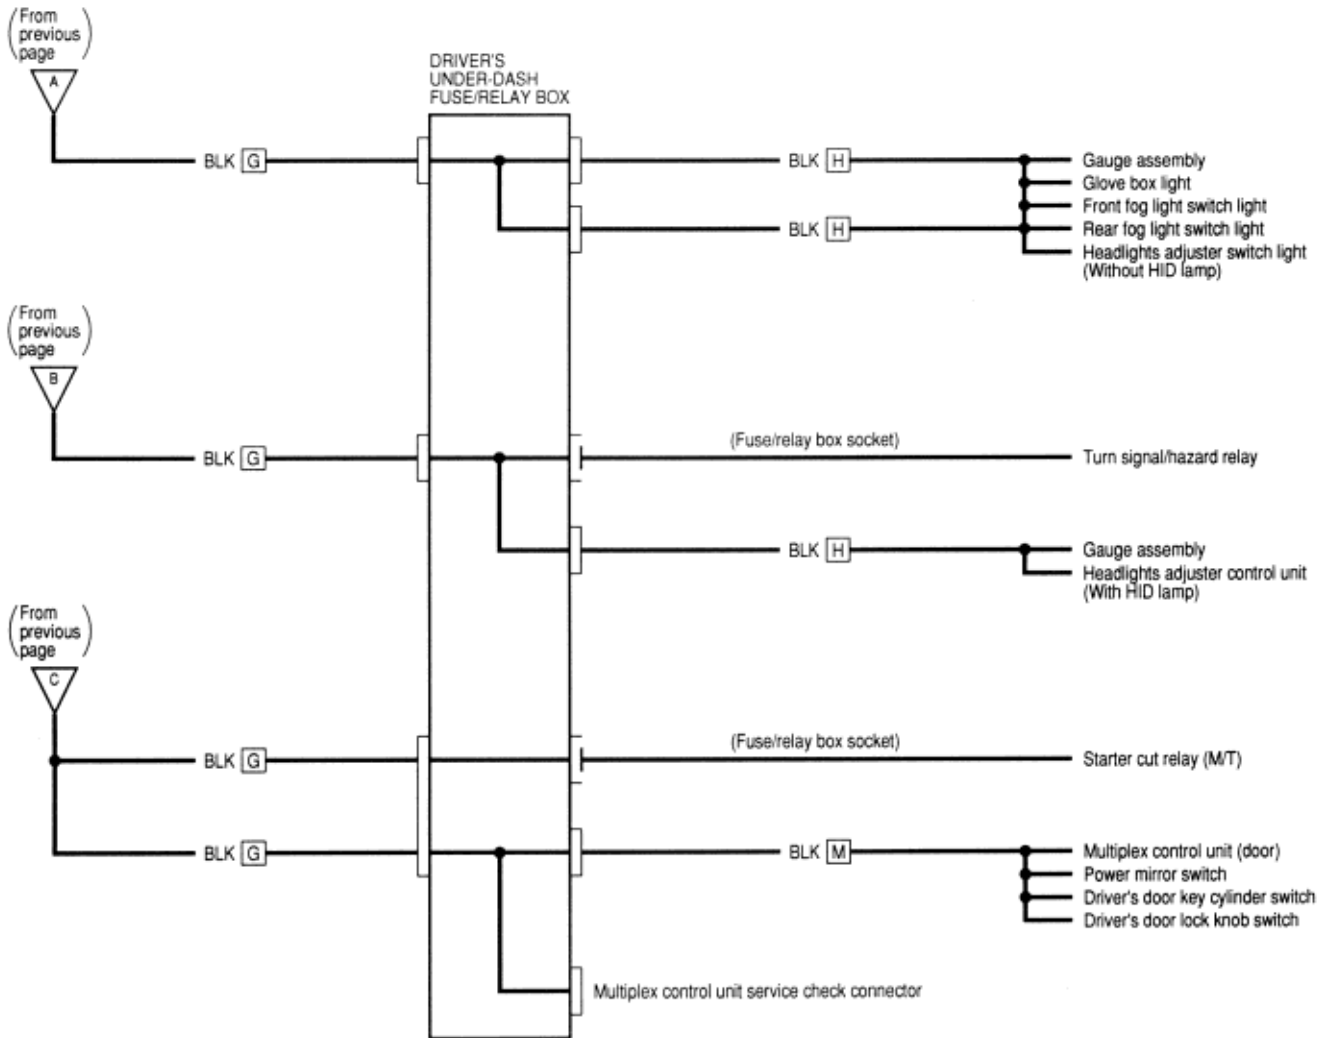 (From
previous
page)
A
DRIVER'S
UNDER-DASH
FUSE/RELAY BOX
BLK G
BLK H
Gauge assembly
Glove box light
Front fog light switch light
BLK H
Rear fog light switch light
Headlights adjuster switch light
(Without HID lamp)
(From
previous
page)
B
BLK G
(Fuse/relay box socket)
Turn signal/hazard relay
BLK H
Gauge assembly
Headlights adjuster control unit
(With HID lamp)
(From
previous
page)
C
BLK G
(Fuse/relay box socket)
Starter cut relay (M/T)
BLK G
BLK M
Multiplex control unit (door)
Power mirror switch
Driver's door key cylinder switch
Driver's door lock knob switch
Multiplex control unit service check connector